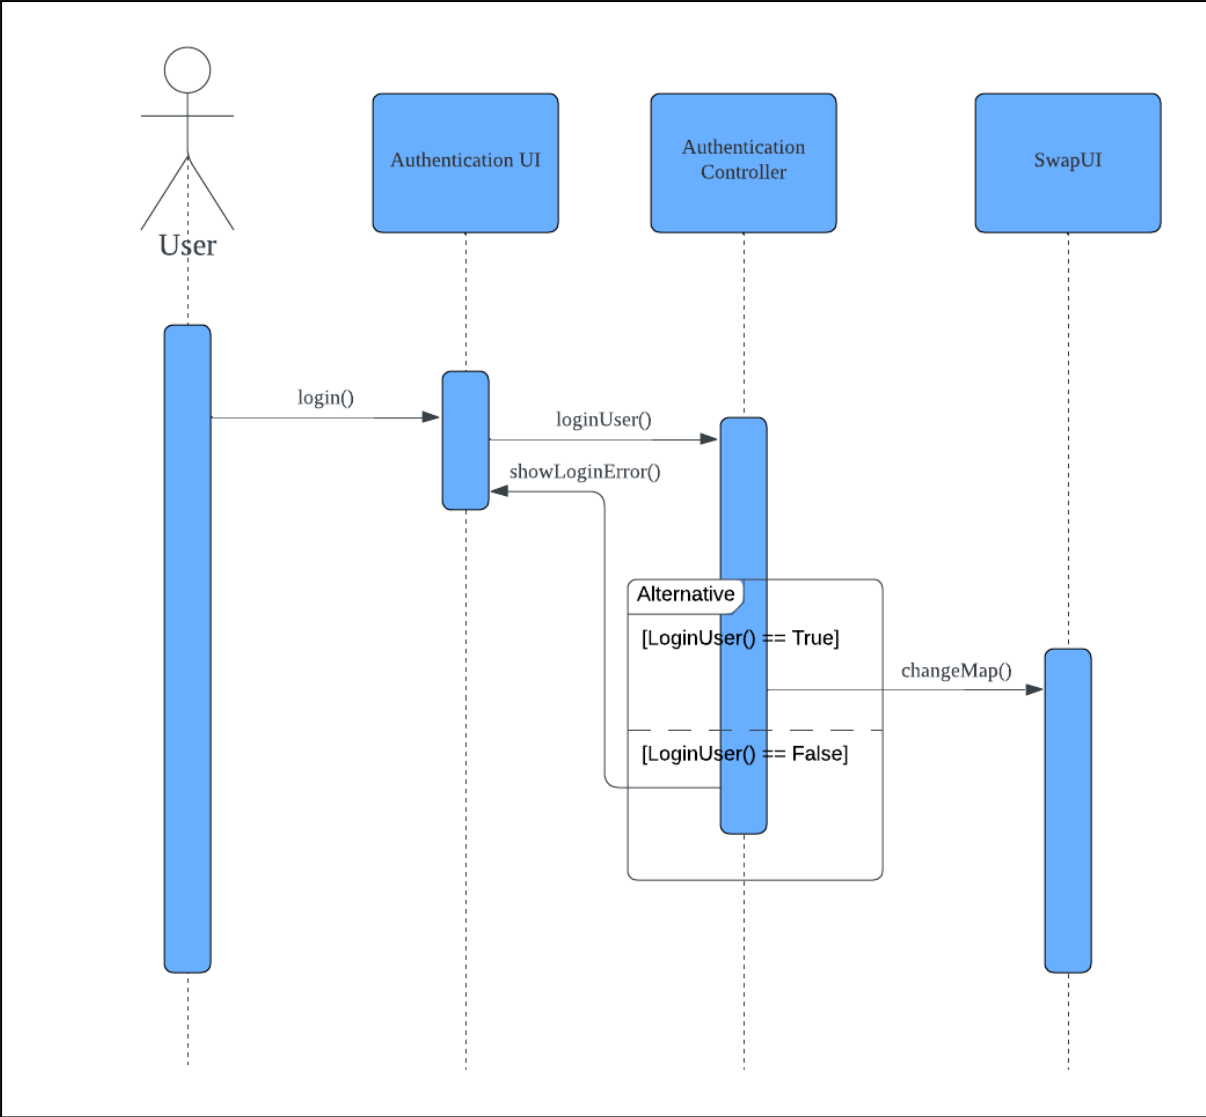 User
Authentication UI
Authentication
Controller
SwapUI
login()
loginUser()
showLoginError()
Alternative
[LoginUser() == True]
changeMap()
[LoginUser() == False]